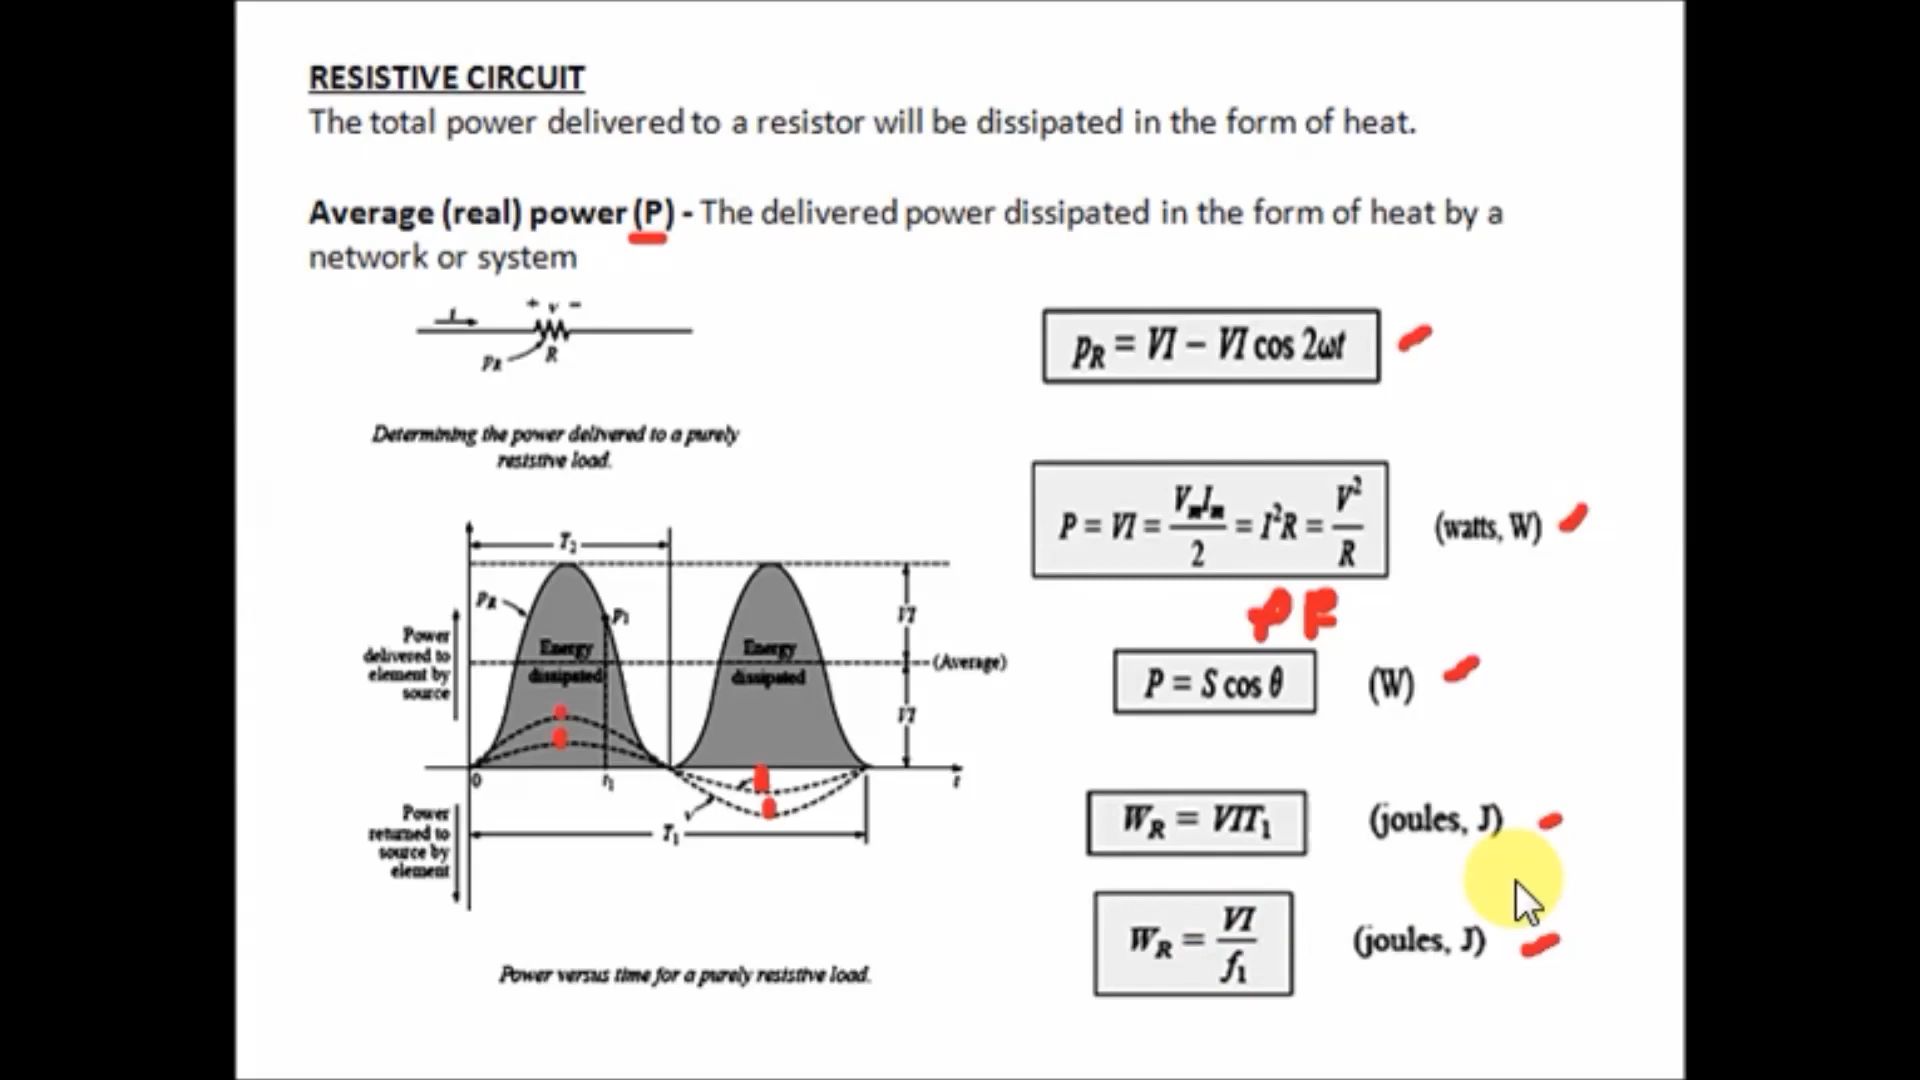 RESISTIVE CIRCUIT
The total power delivered to a resistor will be dissipated in the form of heat.
Average (real) power (P) - The delivered power dissipated in the form of heat by a
network or system
+ v -
R
pR
Determining the power delivered to a purely
resistive load.
pR = VI − VI cos 2ωt
P = VI = VmIm/2 = I²R = V²/R (watts, W)
PF
P = S cos θ (W)
WR = VIT1 (joules, J)
WR = VI/f1 (joules, J)
T2
pR
p1
VI
Power
delivered to
element by
source
Energy
dissipated
Energy
dissipated
(Average)
VI
0
t1
t
v
Power
returned to
source by
element
T1
Power versus time for a purely resistive load.